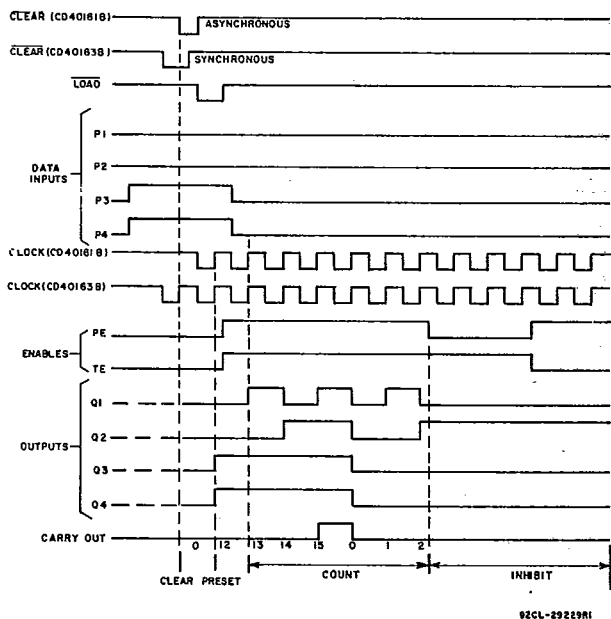 CLEAR (CD40161B)
ASYNCHRONOUS
CLEAR (CD40163B)
SYNCHRONOUS
LOAD
P1
P2
DATA
INPUTS
P3
P4
CLOCK (CD40161B)
CLOCK (CD40163B)
PE
ENABLES
TE
Q1
Q2
OUTPUTS
Q3
Q4
CARRY OUT
0 12 13 14 15 0 1 2
CLEAR PRESET COUNT INHIBIT
92CL-29229R1